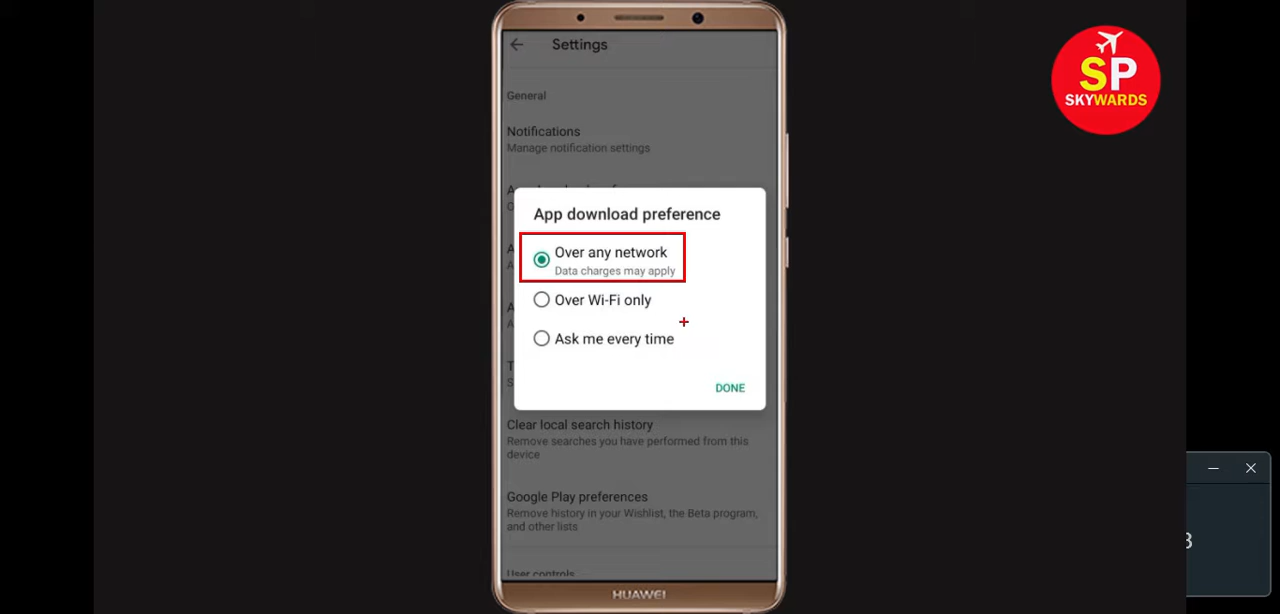 Settings
General
Notifications
Manage notification settings
App download preference
Over any network
Data charges may apply
Over Wi-Fi only
Ask me every time
DONE
Clear local search history
Remove searches you have performed from this
device
Google Play preferences
Remove history in your Wishlist, the Beta program,
and other lists
User controls
HUAWEI
SP
SKYWARDS